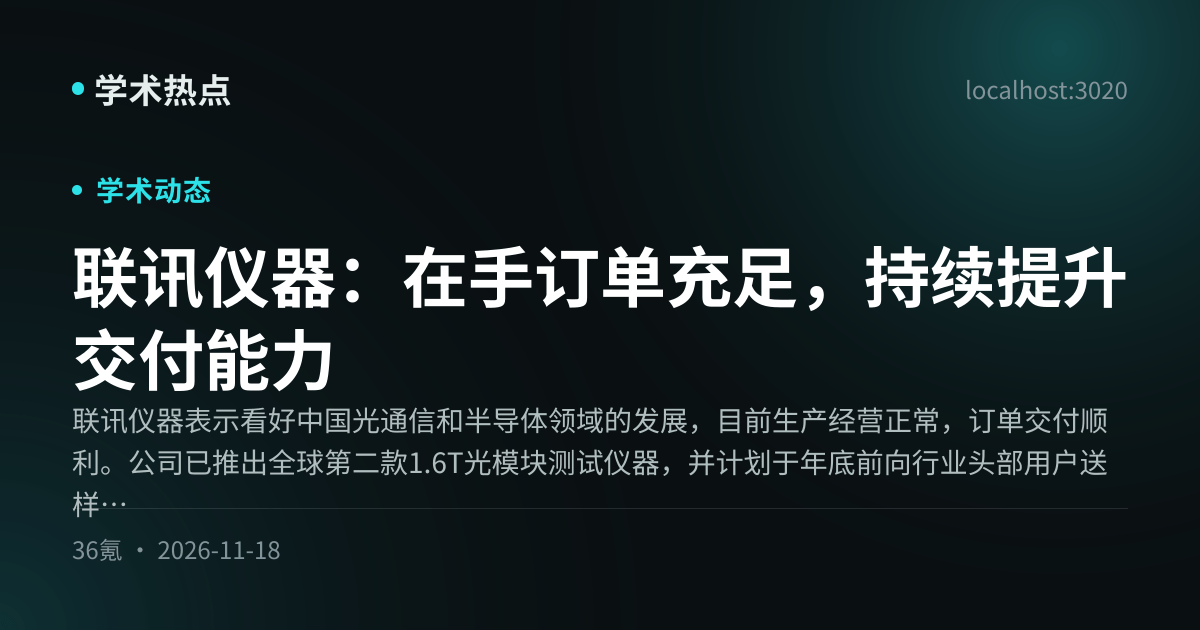 学术热点
localhost:3020
学术动态
联讯仪器：在手订单充足，持续提升
交付能力
联讯仪器表示看好中国光通信和半导体领域的发展，目前生产经营正常，订单交付顺
利。公司已推出全球第二款1.6T光模块测试仪器，并计划于年底前向行业头部用户送
样…
36氪 · 2026-11-18